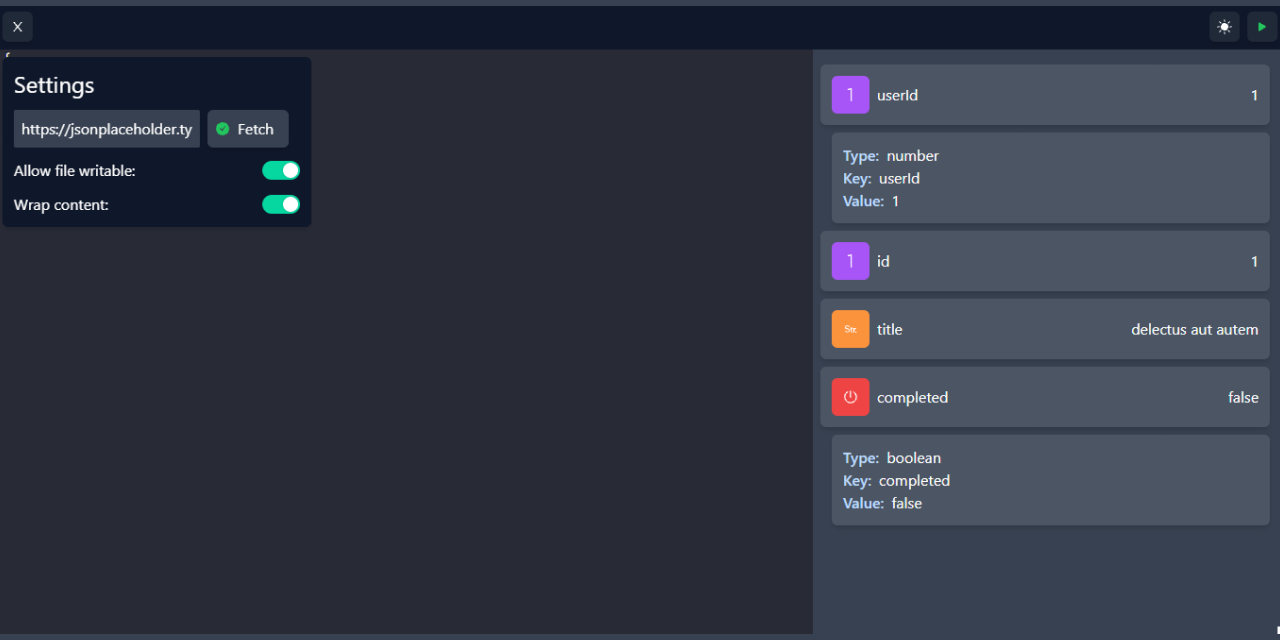 X
{
Settings
https://jsonplaceholder.ty
Fetch
Allow file writable:
Wrap content:
1 userId 1
Type: number
Key: userId
Value: 1
1 id 1
Str. title delectus aut autem
completed false
Type: boolean
Key: completed
Value: false